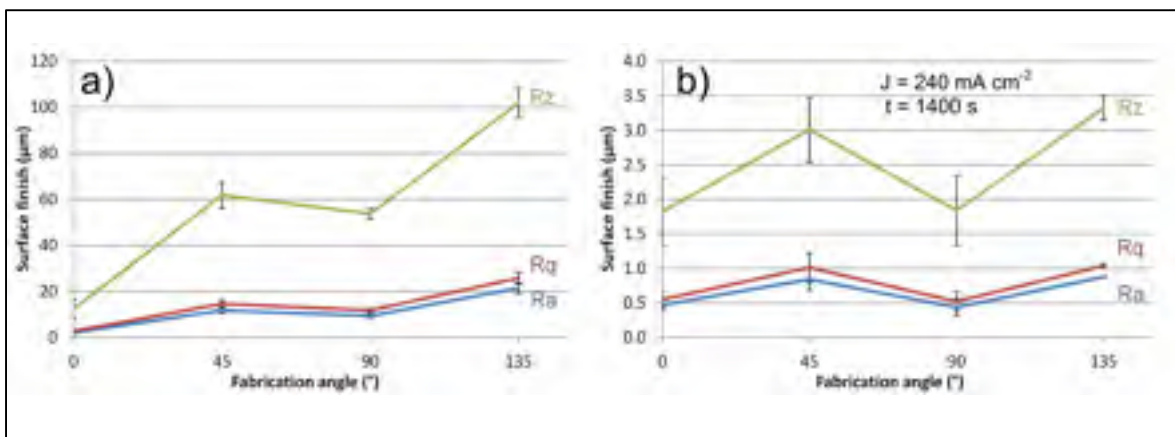 a)
120
100
80
60
40
20
0
Surface finish (µm)
Rz
Rq
Ra
0 45 90 135
Fabrication angle (°)
b)
J = 240 mA cm⁻²
t = 1400 s
4.0
3.5
3.0
2.5
2.0
1.5
1.0
0.5
0.0
Surface finish (µm)
Rz
Rq
Ra
0 45 90 135
Fabrication angle (°)